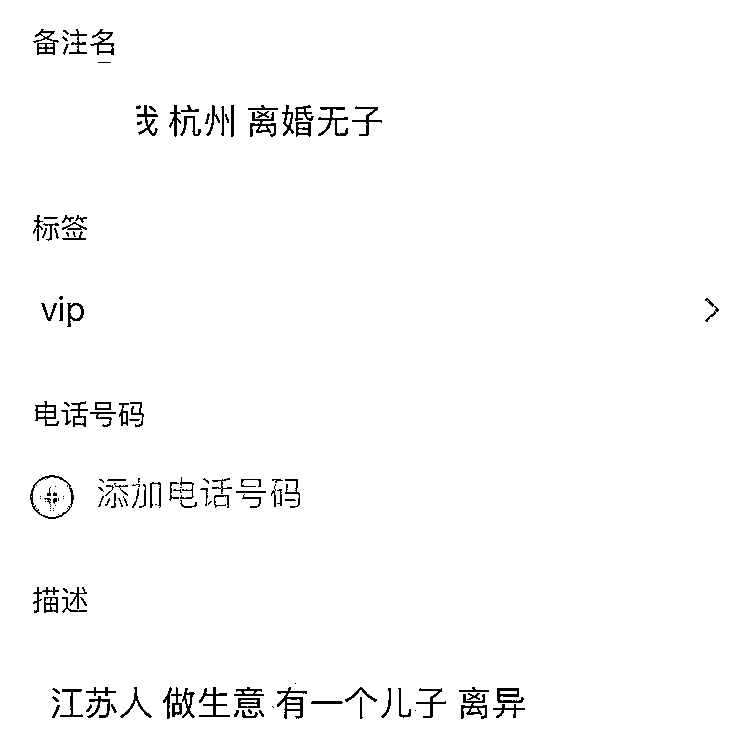 备注名
杭州 离婚无子
标签
vip
电话号码
添加电话号码
描述
江苏人 做生意 有一个儿子 离异